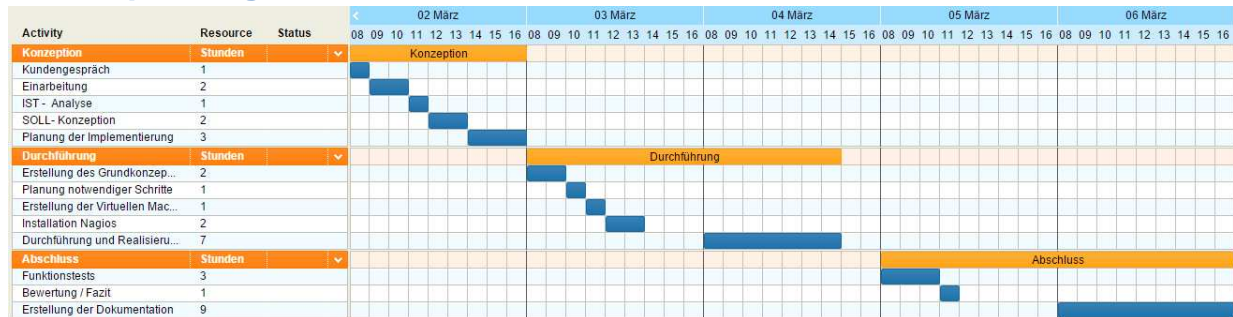 02 März 03 März 04 März 05 März 06 März
Activity Resource Status 08 09 10 11 12 13 14 15 16 08 09 10 11 12 13 14 15 16 08 09 10 11 12 13 14 15 16 08 09 10 11 12 13 14 15 16 08 09 10 11 12 13 14 15 16
Konzeption Stunden Konzeption
Kundengespräch 1
Einarbeitung 2
IST - Analyse 1
SOLL- Konzeption 2
Planung der Implementierung 3
Durchführung Stunden Durchführung
Erstellung des Grundkonzep... 2
Planung notwendiger Schritte 1
Erstellung der Virtuellen Mac... 1
Installation Nagios 2
Durchführung und Realisieru... 7
Abschluss Stunden Abschluss
Funktionstests 3
Bewertung / Fazit 1
Erstellung der Dokumentation 9